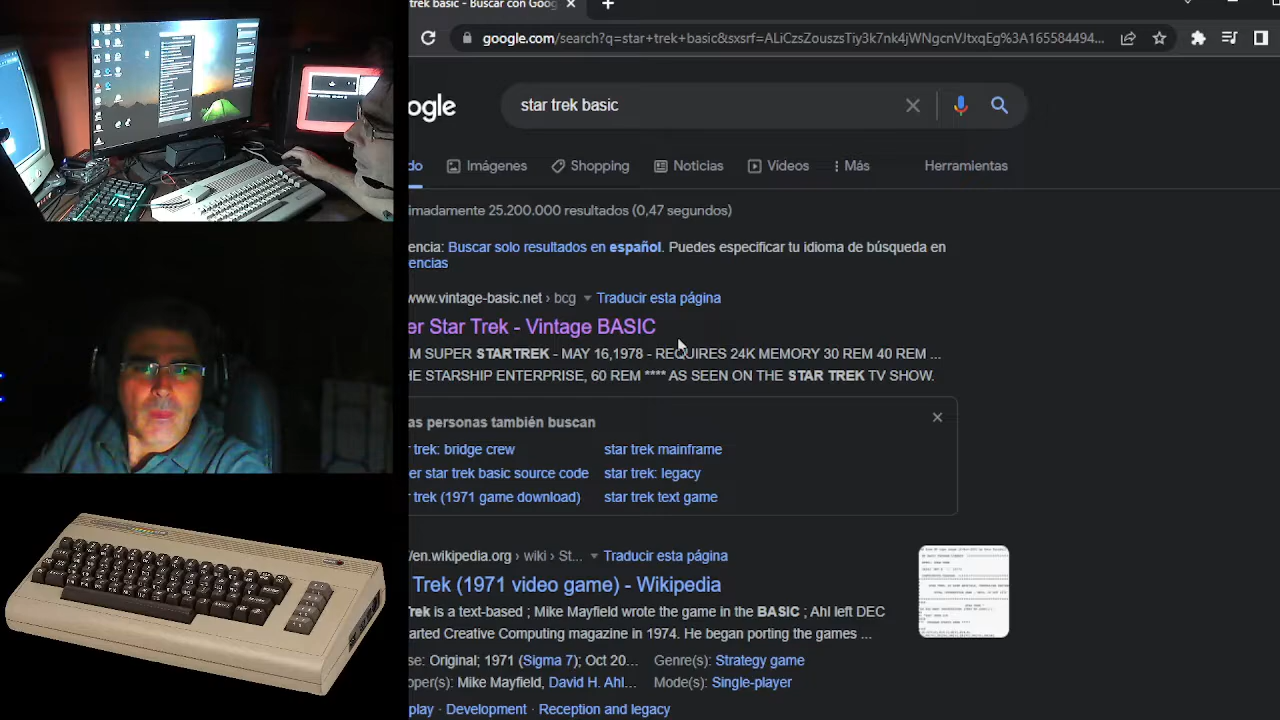 trek basic - Buscar con Goog
google.com/search?q=star+trek+basic&sxsrf=ALiCzsZouszsTiy3k7nk4jWNgcnVJtxqEg%3A165584494...
ogle
star trek basic
do Imágenes Shopping Noticias Videos Más Herramientas
imadamente 25.200.000 resultados (0,47 segundos)
encia: Buscar solo resultados en español. Puedes especificar tu idioma de búsqueda en
encias
www.vintage-basic.net › bcg Traducir esta página
er Star Trek - Vintage BASIC
M SUPER STARTREK - MAY 16,1978 - REQUIRES 24K MEMORY 30 REM 40 REM ...
HE STARSHIP ENTERPRISE, 60 REM **** AS SEEN ON THE STAR TREK TV SHOW.
as personas también buscan
trek: bridge crew
star trek mainframe
er star trek basic source code
star trek: legacy
trek (1971 game download)
star trek text game
/en.wikipedia.org › wiki › St... Traducir esta página
Trek (1971 video game) - Wikipedia
rek is a text-based ... Mayfield wrote the game in the BASIC ; Ahl left DEC
arted Creative Computing magazine in 1974, began porting the games ...
se: Original; 1971 (Sigma 7); Oct 20... Genre(s): Strategy game
oper(s): Mike Mayfield, David H. Ahl... Mode(s): Single-player
play · Development · Reception and legacy